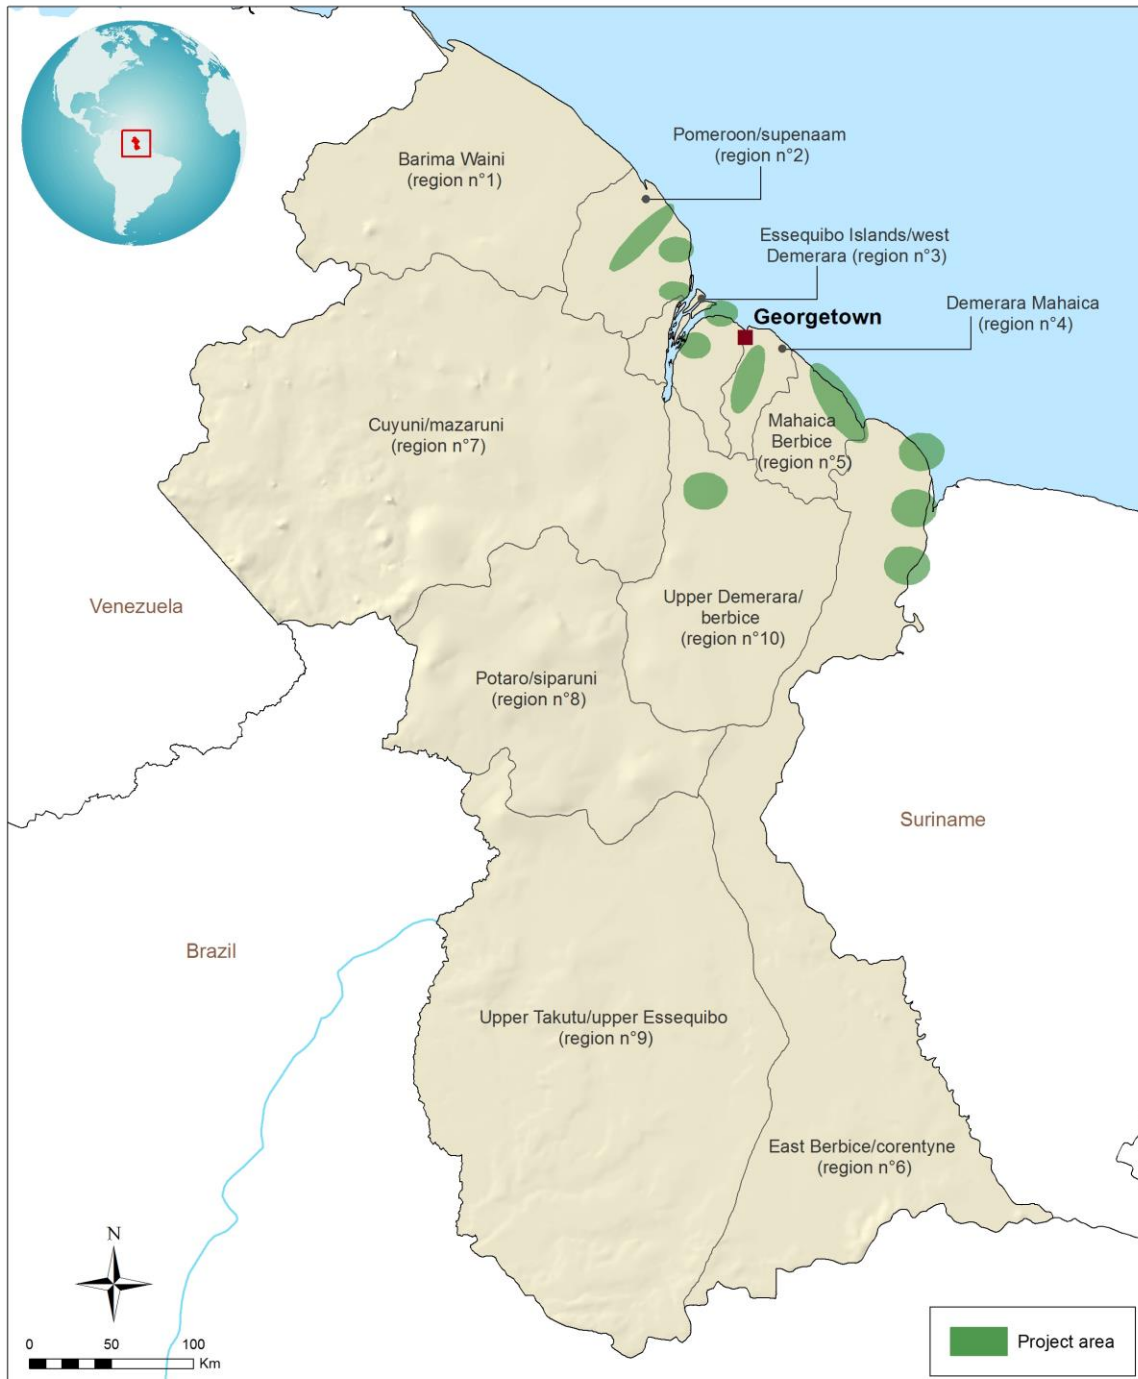 Pomeroon/supenaam
(region n°2)
Barima Waini
(region n°1)
Essequibo Islands/west
Demerara (region n°3)
Demerara Mahaica
(region n°4)
Georgetown
Cuyuni/mazaruni
(region n°7)
Mahaica
Berbice
(region n°5)
Venezuela
Upper Demerara/
berbice
(region n°10)
Potaro/siparuni
(region n°8)
Suriname
Brazil
Upper Takutu/upper Essequibo
(region n°9)
East Berbice/corentyne
(region n°6)
N
0 50 100
Km
Project area